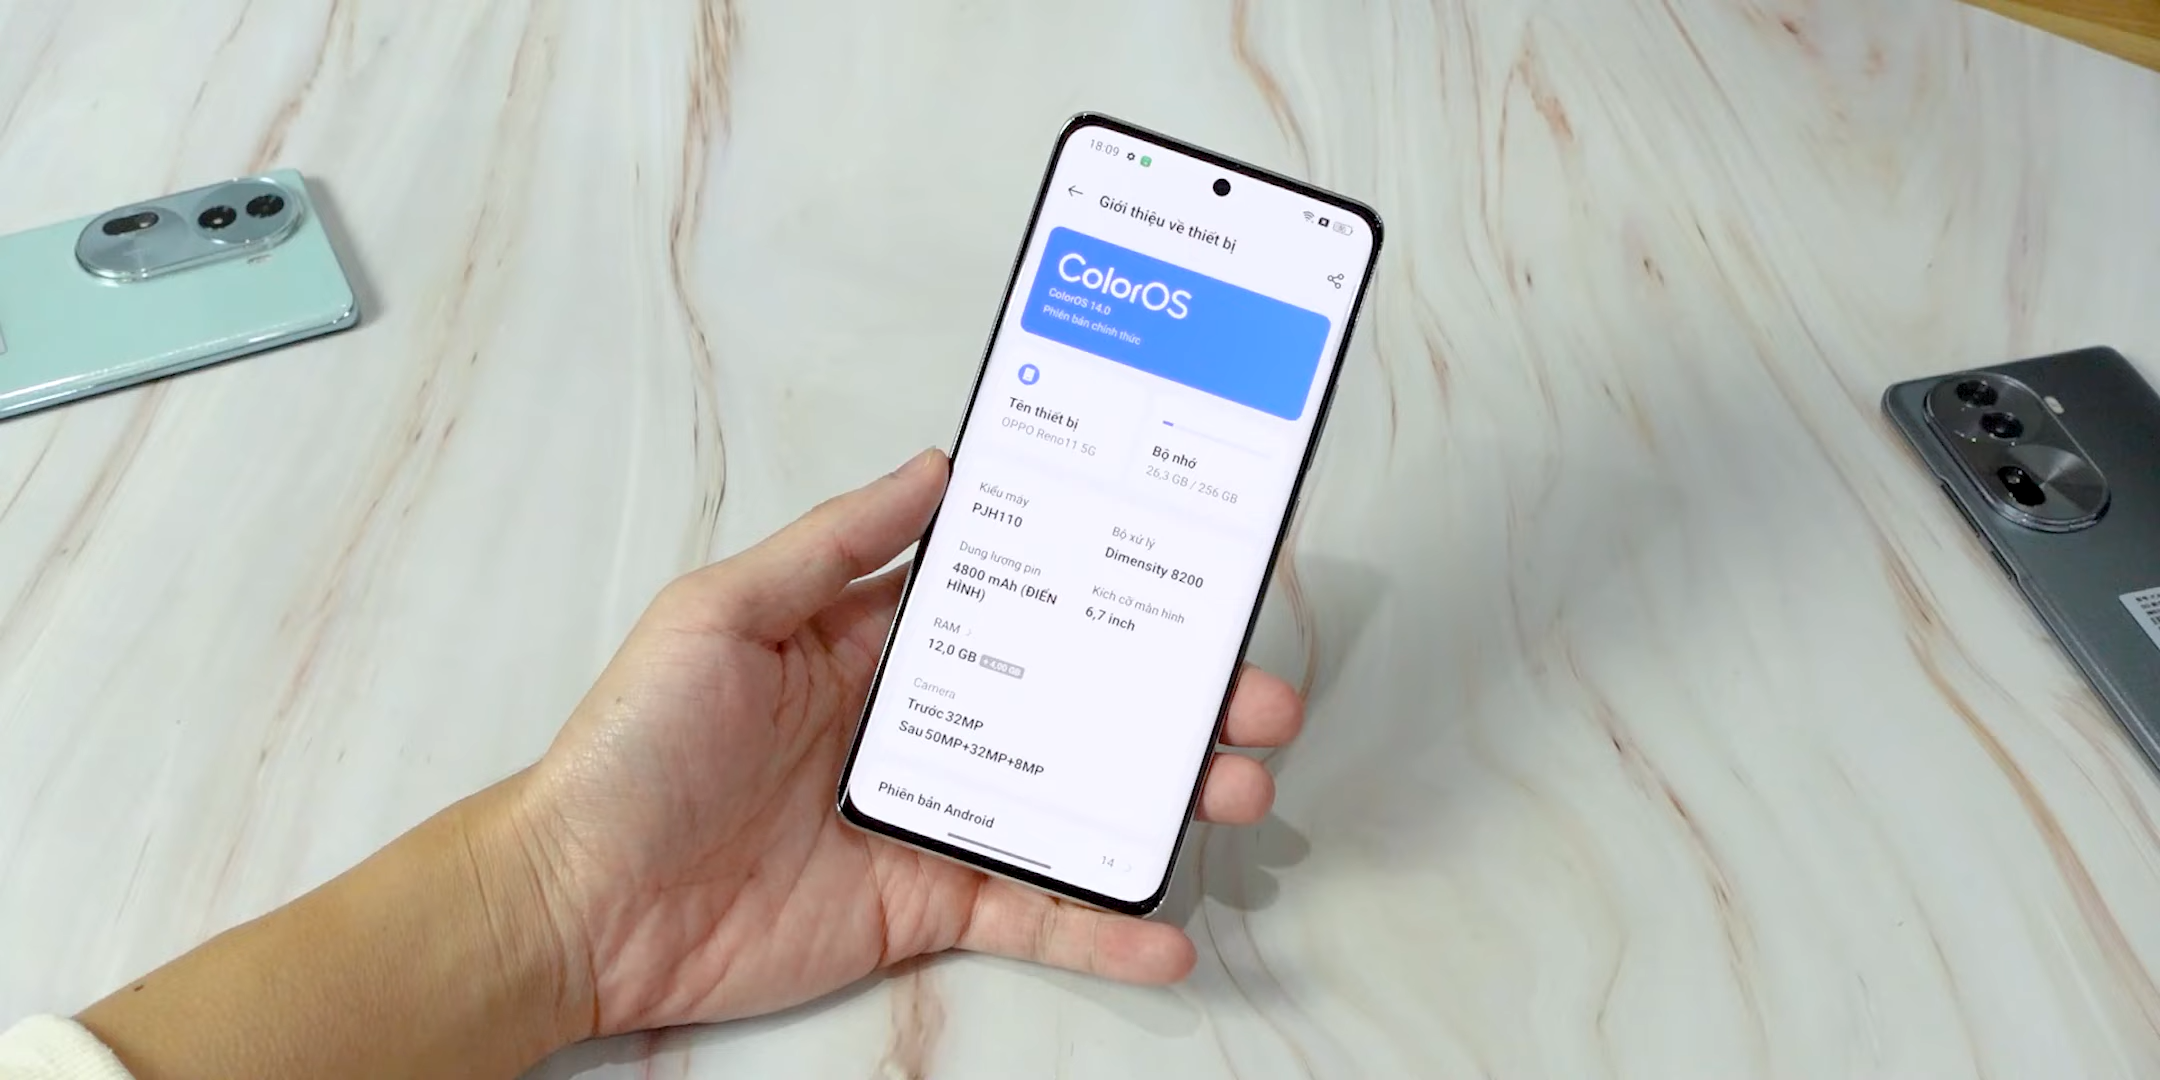 18:09
Giới thiệu về thiết bị
ColorOS
ColorOS 14.0
Phiên bản chính thức
Tên thiết bị
OPPO Reno11 5G
Bộ nhớ
26,3 GB / 256 GB
Kiểu máy
PJH110
Bộ xử lý
Dimensity 8200
Dung lượng pin
4800 mAh (ĐIỂN
HÌNH)
Kích cỡ màn hình
6,7 inch
RAM
12,0 GB + 4,00 GB
Camera
Trước 32MP
Sau 50MP+32MP+8MP
Phiên bản Android
14